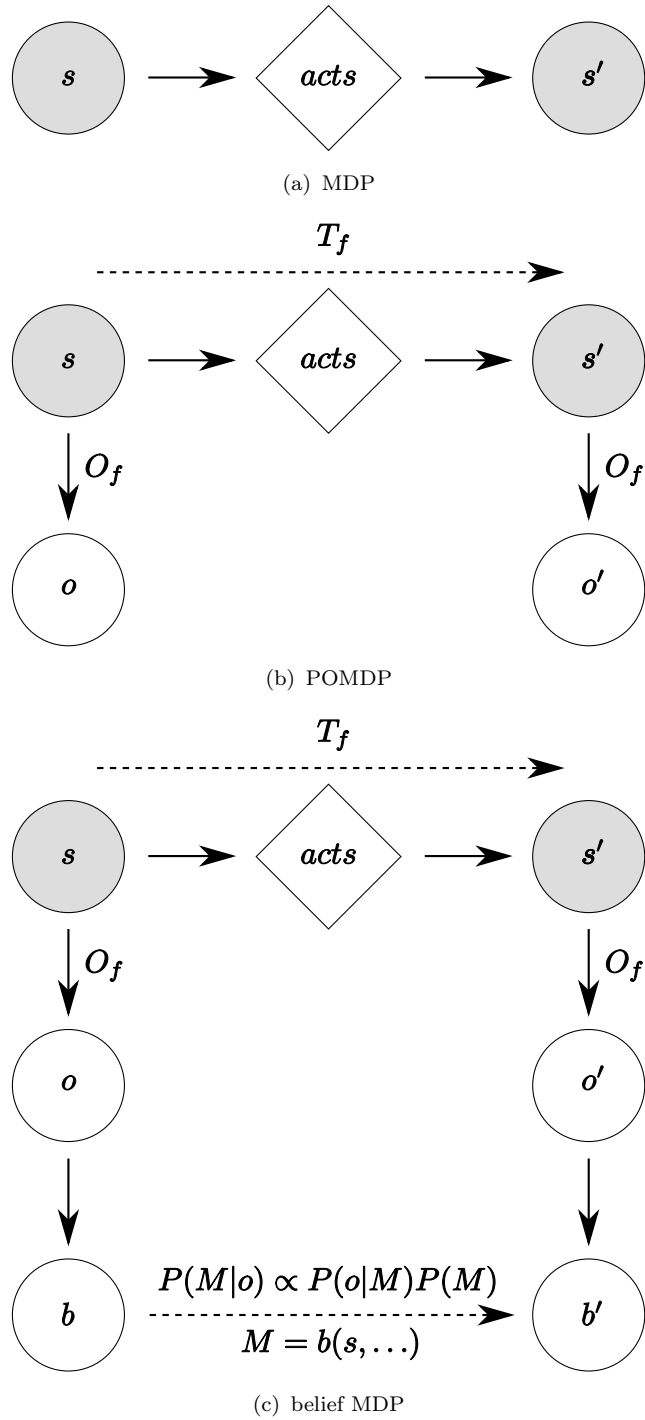 s acts s′
(a) MDP
T_f
s acts s′
O_f O_f
o o′
(b) POMDP
T_f
s acts s′
O_f O_f
o o′
P(M|o) ∝ P(o|M)P(M)
b b′
M = b(s, …)
(c) belief MDP